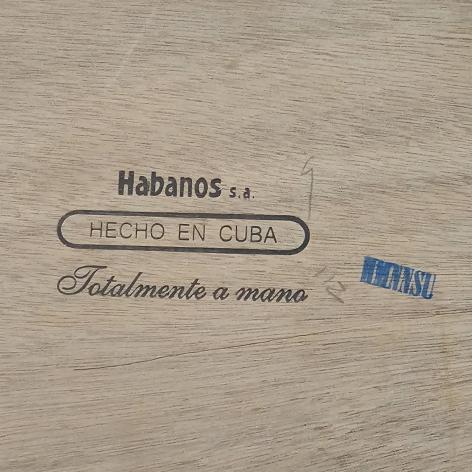 Habanos s.a.
HECHO EN CUBA
Totalmente a mano